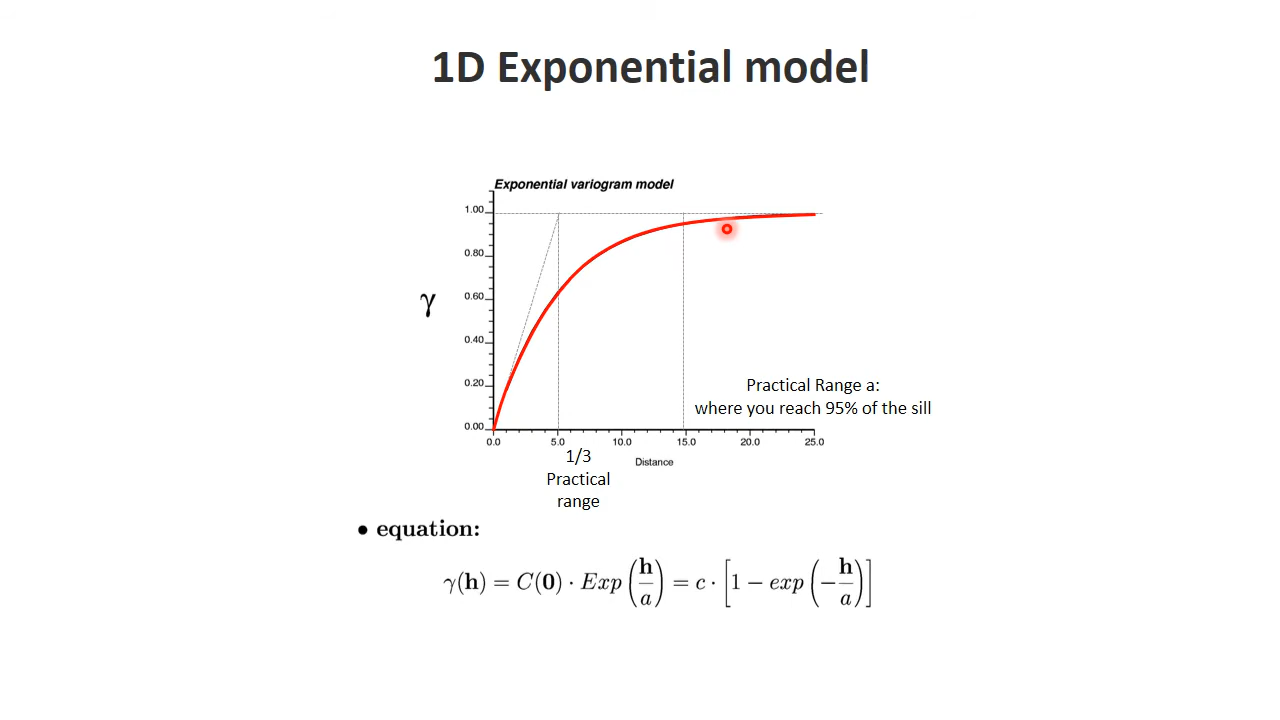 1D Exponential model
Exponential variogram model
1.00
0.80
γ
0.60
0.40
0.20
0.00
Practical Range a:
where you reach 95% of the sill
0.0 5.0 10.0 15.0 20.0 25.0
Distance
1/3
Practical
range
• equation:
γ(h) = C(0) · Exp(h/a) = c · [1 − exp(−h/a)]